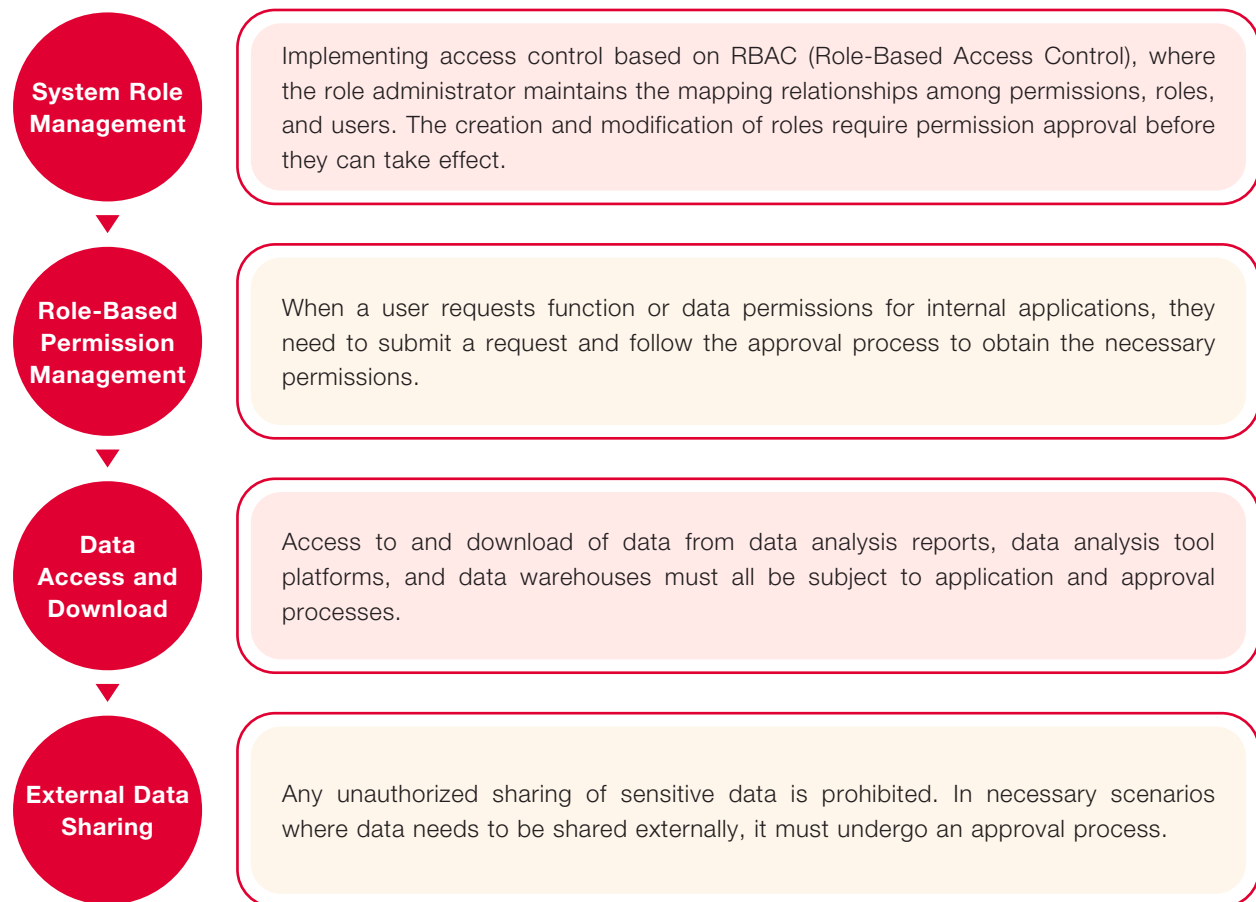 System Role
Management
Implementing access control based on RBAC (Role-Based Access Control), where
the role administrator maintains the mapping relationships among permissions, roles,
and users. The creation and modification of roles require permission approval before
they can take effect.
Role-Based
Permission
Management
When a user requests function or data permissions for internal applications, they
need to submit a request and follow the approval process to obtain the necessary
permissions.
Data
Access and
Download
Access to and download of data from data analysis reports, data analysis tool
platforms, and data warehouses must all be subject to application and approval
processes.
External Data
Sharing
Any unauthorized sharing of sensitive data is prohibited. In necessary scenarios
where data needs to be shared externally, it must undergo an approval process.